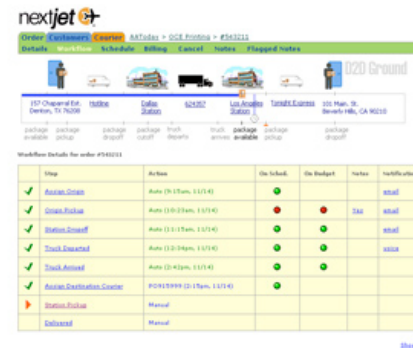 nextjet
Order Customers Courier AAToday > OCE Printing > #543211
Details Workflow Schedule Billing Cancel Notes Flagged Notes
D2D Ground
157 Chaparral Est. Denton, TX 76208 Hotline Dallas Station 624357 Los Angeles Station Tonight Express 101 Main St. Beverly Hills, CA 90210
package available package pickup package dropoff package cutoff truck departs truck arrives package available package pickup package dropoff
Workflow Details for order #543211
Step Action On Sched. On Budget Notes Notification
Assign Origin Auto (9:15am, 11/14) email
Origin Pickup Auto (10:23am, 11/14) Yes email
Station Dropoff Auto (11:15am, 11/14) email
Truck Departed Auto (12:34pm, 11/14) voice
Truck Arrived Auto (2:42pm, 11/14)
Assign Destination Courier PO915999 (2:15pm, 11/14)
Station Pickup Manual
Delivered Manual